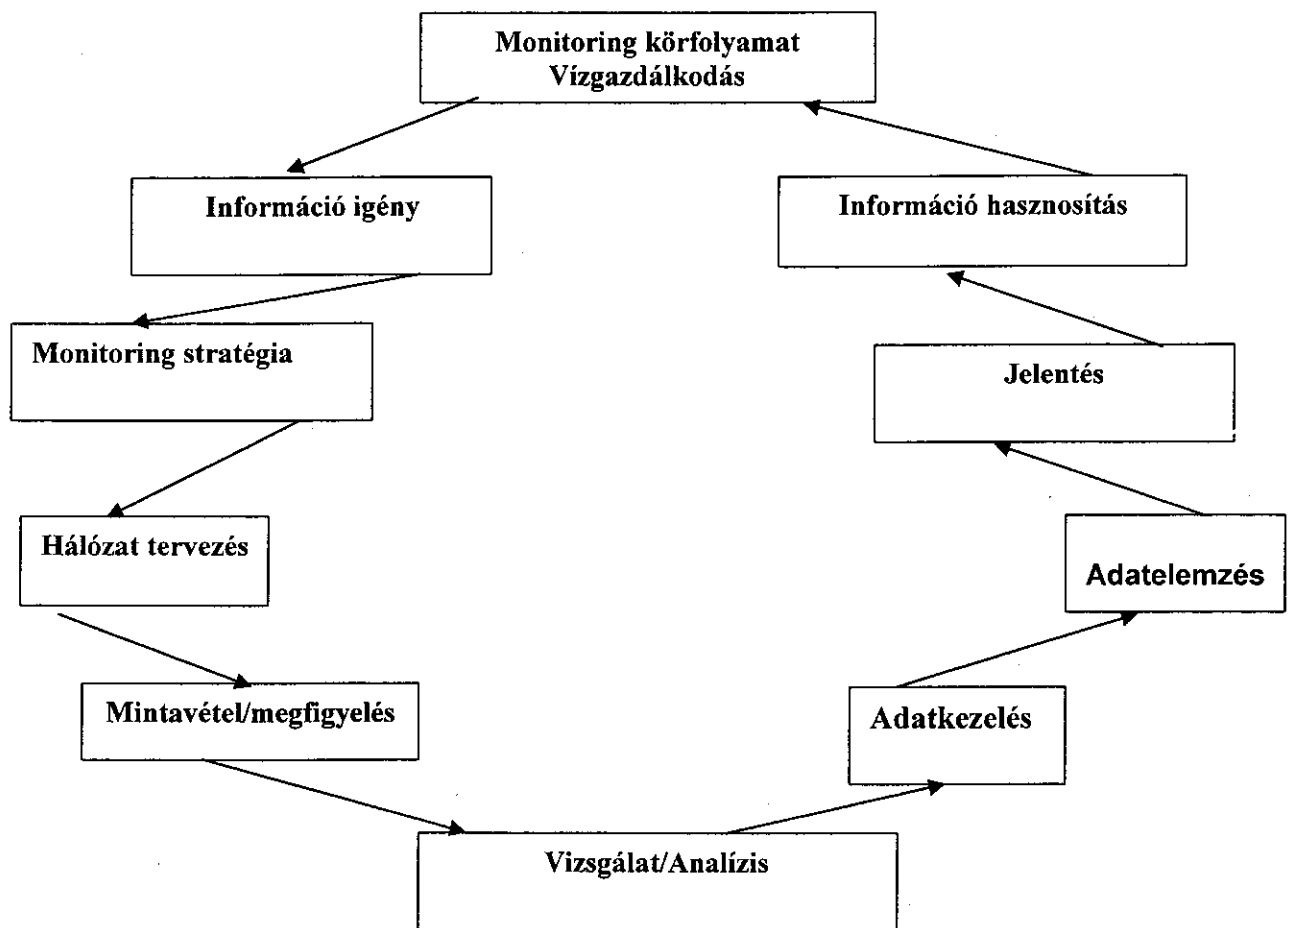 Monitoring körfolyamat
Vízgazdálkodás
Információ igény
Információ hasznosítás
Monitoring stratégia
Jelentés
Hálózat tervezés
Adatelemzés
Mintavétel/megfigyelés
Adatkezelés
Vizsgálat/Analízis